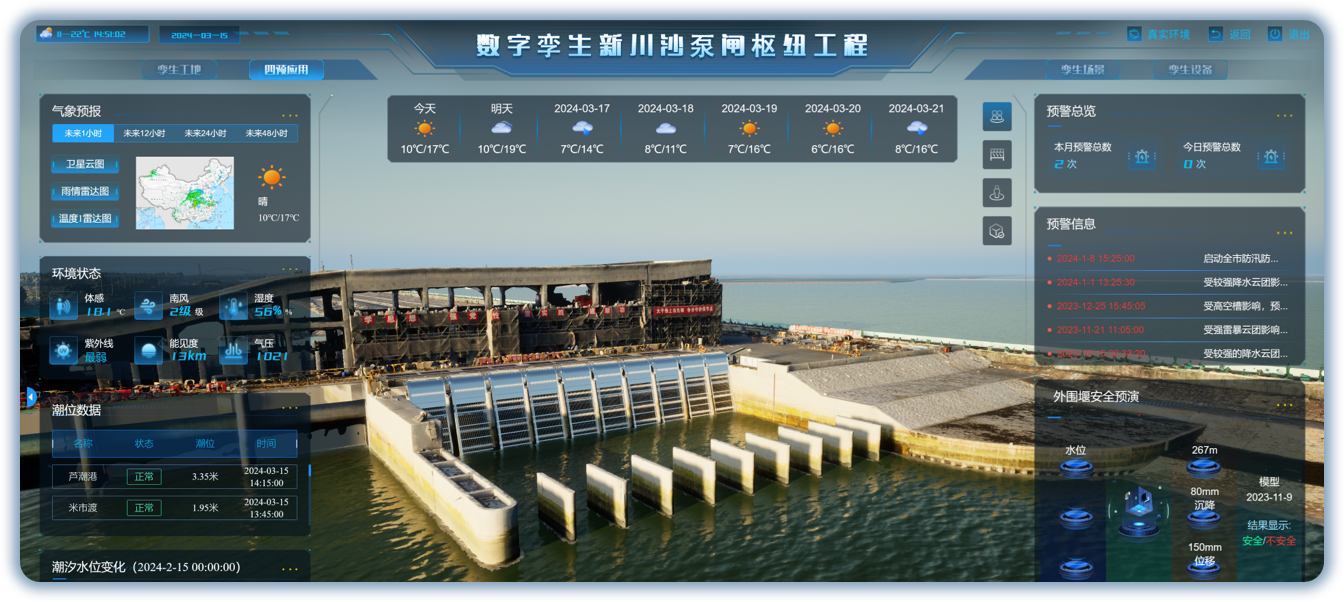 11-22℃ 14:51:02
2024-03-15
数字孪生新川沙泵闸枢纽工程
真实环境
返回
退出
孪生工地
四预应用
孪生场景
孪生设备
气象预报
未来1小时
未来12小时
未来24小时
未来48小时
卫星云图
雨情雷达图
温度1雷达图
晴
10℃/17℃
今天
10℃/17℃
明天
10℃/19℃
2024-03-17
7℃/14℃
2024-03-18
8℃/11℃
2024-03-19
7℃/16℃
2024-03-20
6℃/16℃
2024-03-21
8℃/16℃
环境状态
体感
18.1 ℃
南风
2级 级
湿度
56% %
紫外线
最弱
能见度
13km
气压
1021
潮位数据
名称 状态 潮位 时间
芦潮港 正常 3.35米 2024-03-15 14:15:00
米市渡 正常 1.95米 2024-03-15 13:45:00
潮汐水位变化（2024-2-15 00:00:00）
预警总览
本月预警总数
2 次
今日预警总数
0 次
预警信息
2024-1-8 15:25:00 启动全市防汛防...
2024-1-1 13:25:30 受较强降水云团影...
2023-12-25 15:45:05 受高空槽影响，预...
2023-11-21 11:05:00 受强雷暴云团影响...
受较强的降水云团...
外围堰安全预演
水位
267m
80mm
沉降
150mm
位移
模型
2023-11-9
结果显示:
安全/不安全